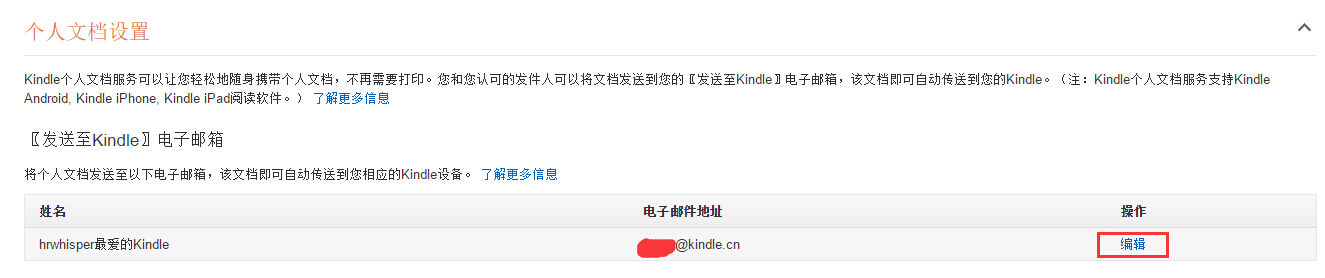 个人文档设置
Kindle个人文档服务可以让您轻松地随身携带个人文档，不再需要打印。您和您认可的发件人可以将文档发送到您的〖发送至Kindle〗电子邮箱，该文档即可自动传送到您的Kindle。（注：Kindle个人文档服务支持Kindle
Android, Kindle iPhone, Kindle iPad阅读软件。） 了解更多信息
〖发送至Kindle〗电子邮箱
将个人文档发送至以下电子邮箱，该文档即可自动传送到您相应的Kindle设备。 了解更多信息
姓名 电子邮件地址 操作
hrwhisper最爱的Kindle @kindle.cn 编辑